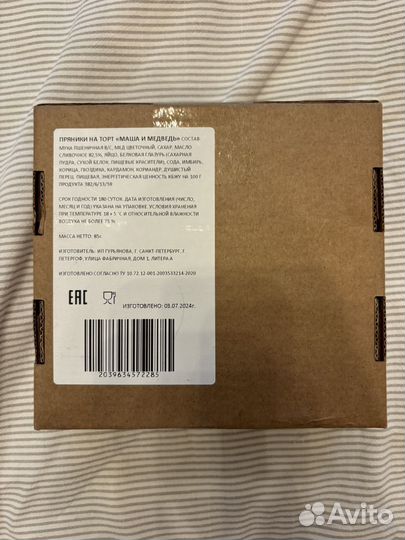 ПРЯНИКИ НА ТОРТ «МАША И МЕДВЕДЬ» СОСТАВ:
МУКА ПШЕНИЧНАЯ В/С, МЕД ЦВЕТОЧНЫЙ, САХАР, МАСЛО
СЛИВОЧНОЕ 82,5%, ЯЙЦО, БЕЛКОВАЯ ГЛАЗУРЬ (САХАРНАЯ
ПУДРА, СУХОЙ БЕЛОК, ПИЩЕВЫЕ КРАСИТЕЛИ), СОДА, ИМБИРЬ,
КОРИЦА, ГВОЗДИКА, КАРДАМОН, КОРИАНДР, ДУШИСТЫЙ
ПЕРЕЦ. ПИЩЕВАЯ, ЭНЕРГЕТИЧЕСКАЯ ЦЕННОСТЬ КБЖУ НА 100 Г
ПРОДУКТА 382/6/13/59
СРОК ГОДНОСТИ 180 СУТОК. ДАТА ИЗГОТОВЛЕНИЯ (ЧИСЛО,
МЕСЯЦ И ГОД) УКАЗАНА НА УПАКОВКЕ. УСЛОВИЯ ХРАНЕНИЯ
ПРИ ТЕМПЕРАТУРЕ 18 ± 5 °С И ОТНОСИТЕЛЬНОЙ ВЛАЖНОСТИ
ВОЗДУХА НЕ БОЛЕЕ 75 %
МАССА НЕТТО: 85г
ИЗГОТОВИТЕЛЬ: ИП ГУРЬЯНОВА, Г. САНКТ-ПЕТЕРБУРГ, Г.
ПЕТЕРГОФ, УЛИЦА ФАБРИЧНАЯ, ДОМ 1, ЛИТЕРА А
ИЗГОТОВЛЕНО СОГЛАСНО ТУ 10.72.12-001-2003533214-2020
ЕАС
ИЗГОТОВЛЕНО: 08.07.2024г.
2039634572285
Avito